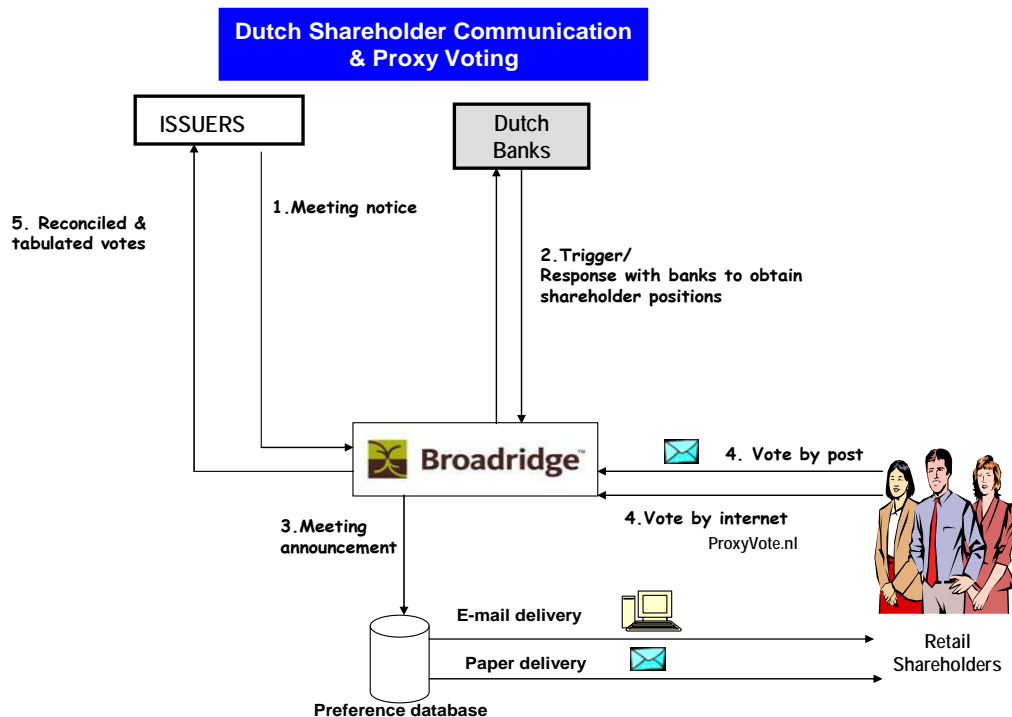 Dutch Shareholder Communication
& Proxy Voting
ISSUERS
Dutch
Banks
1.Meeting notice
5. Reconciled &
tabulated votes
2.Trigger/
Response with banks to obtain
shareholder positions
Broadridge™
4. Vote by post
4.Vote by internet
ProxyVote.nl
3.Meeting
announcement
E-mail delivery
Paper delivery
Retail
Shareholders
Preference database